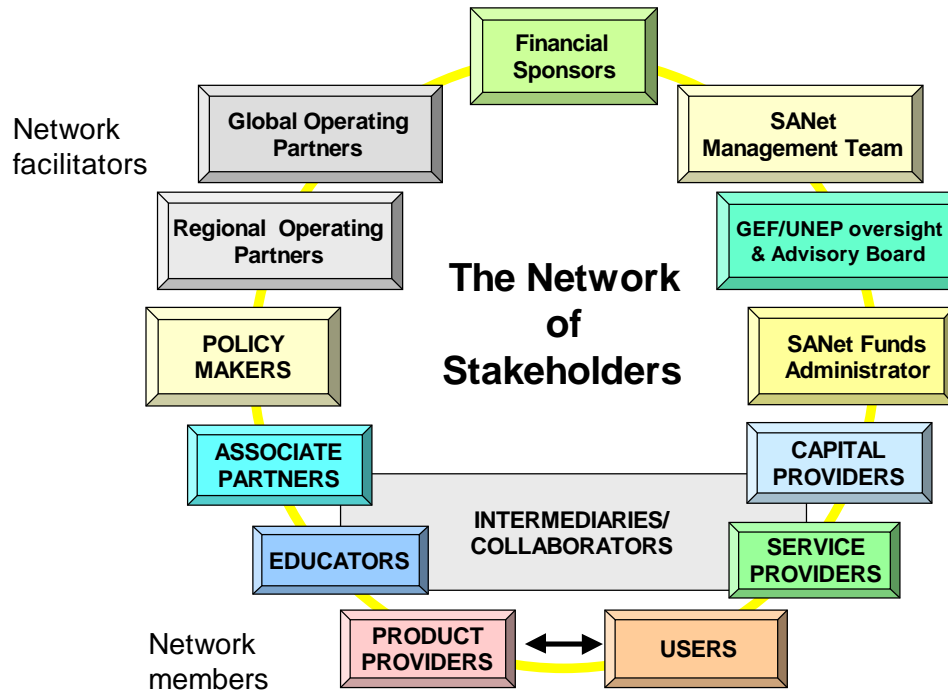 Financial
Sponsors
Network
facilitators
Global Operating
Partners
SANet
Management Team
Regional Operating
Partners
GEF/UNEP oversight
& Advisory Board
The Network
of
Stakeholders
POLICY
MAKERS
SANet Funds
Administrator
ASSOCIATE
PARTNERS
CAPITAL
PROVIDERS
INTERMEDIARIES/
COLLABORATORS
EDUCATORS
SERVICE
PROVIDERS
Network
members
PRODUCT
PROVIDERS
USERS